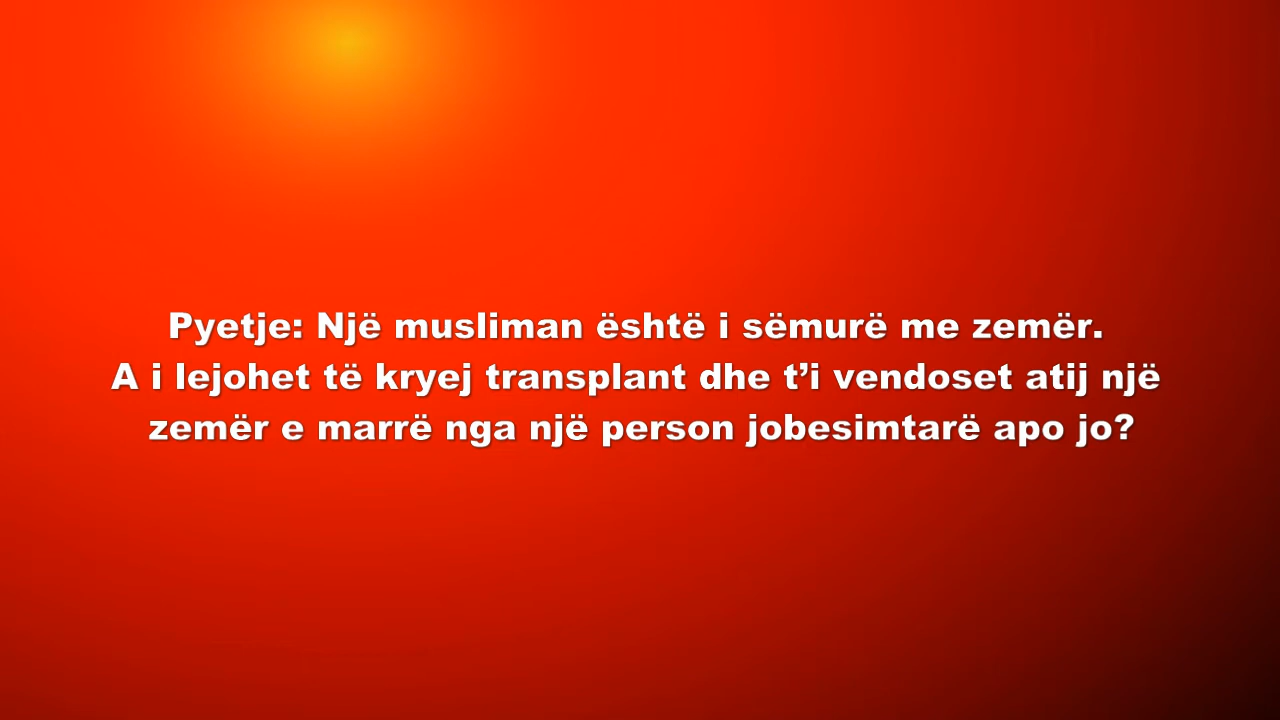 Pyetje: Një musliman është i sëmurë me zemër.
A i lejohet të kryej transplant dhe t’i vendoset atij një
zemër e marrë nga një person jobesimtarë apo jo?